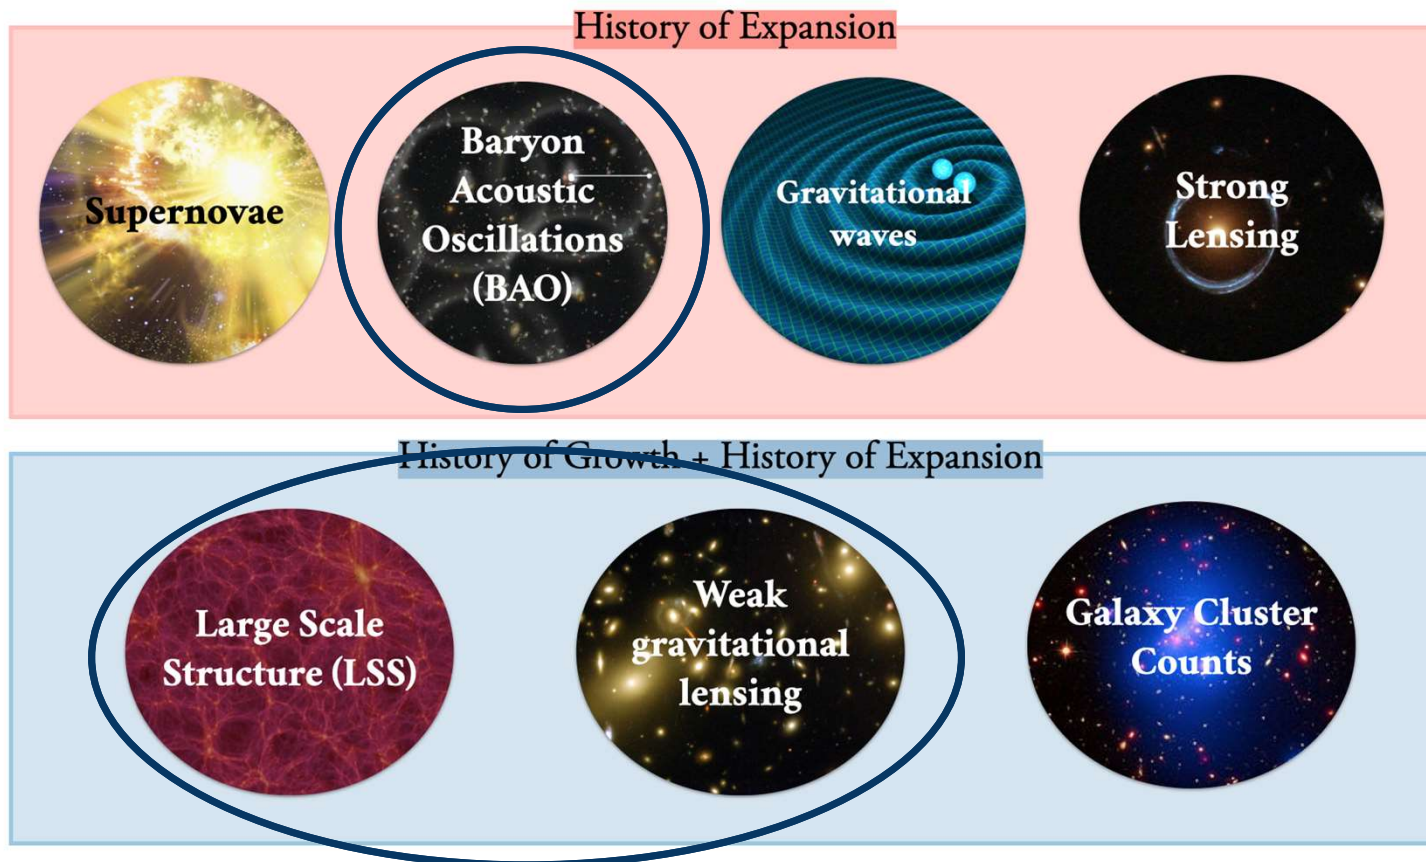 History of Expansion
Supernovae
Baryon
Acoustic
Oscillations
(BAO)
Gravitational
waves
Strong
Lensing
History of Growth + History of Expansion
Large Scale
Structure (LSS)
Weak
gravitational
lensing
Galaxy Cluster
Counts